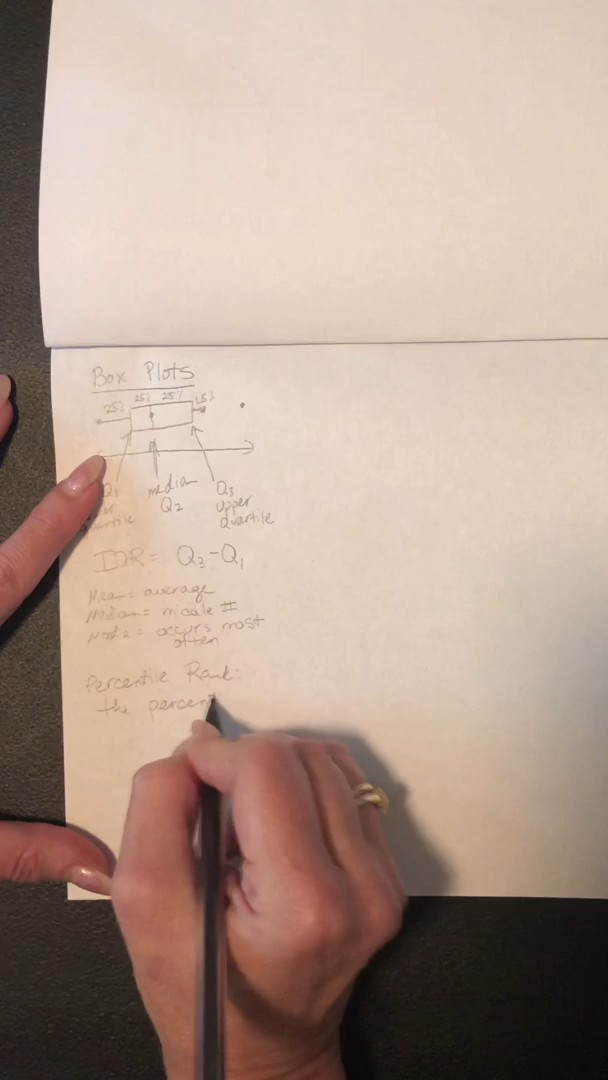 Box Plots
25% 25% 25% 25%
Q1 median Q3
Q2 upper
quartile
IQR = Q3-Q1
Mean= average
Median= middle #
Mode = occurs most
often
Percentile Rank:
the percent